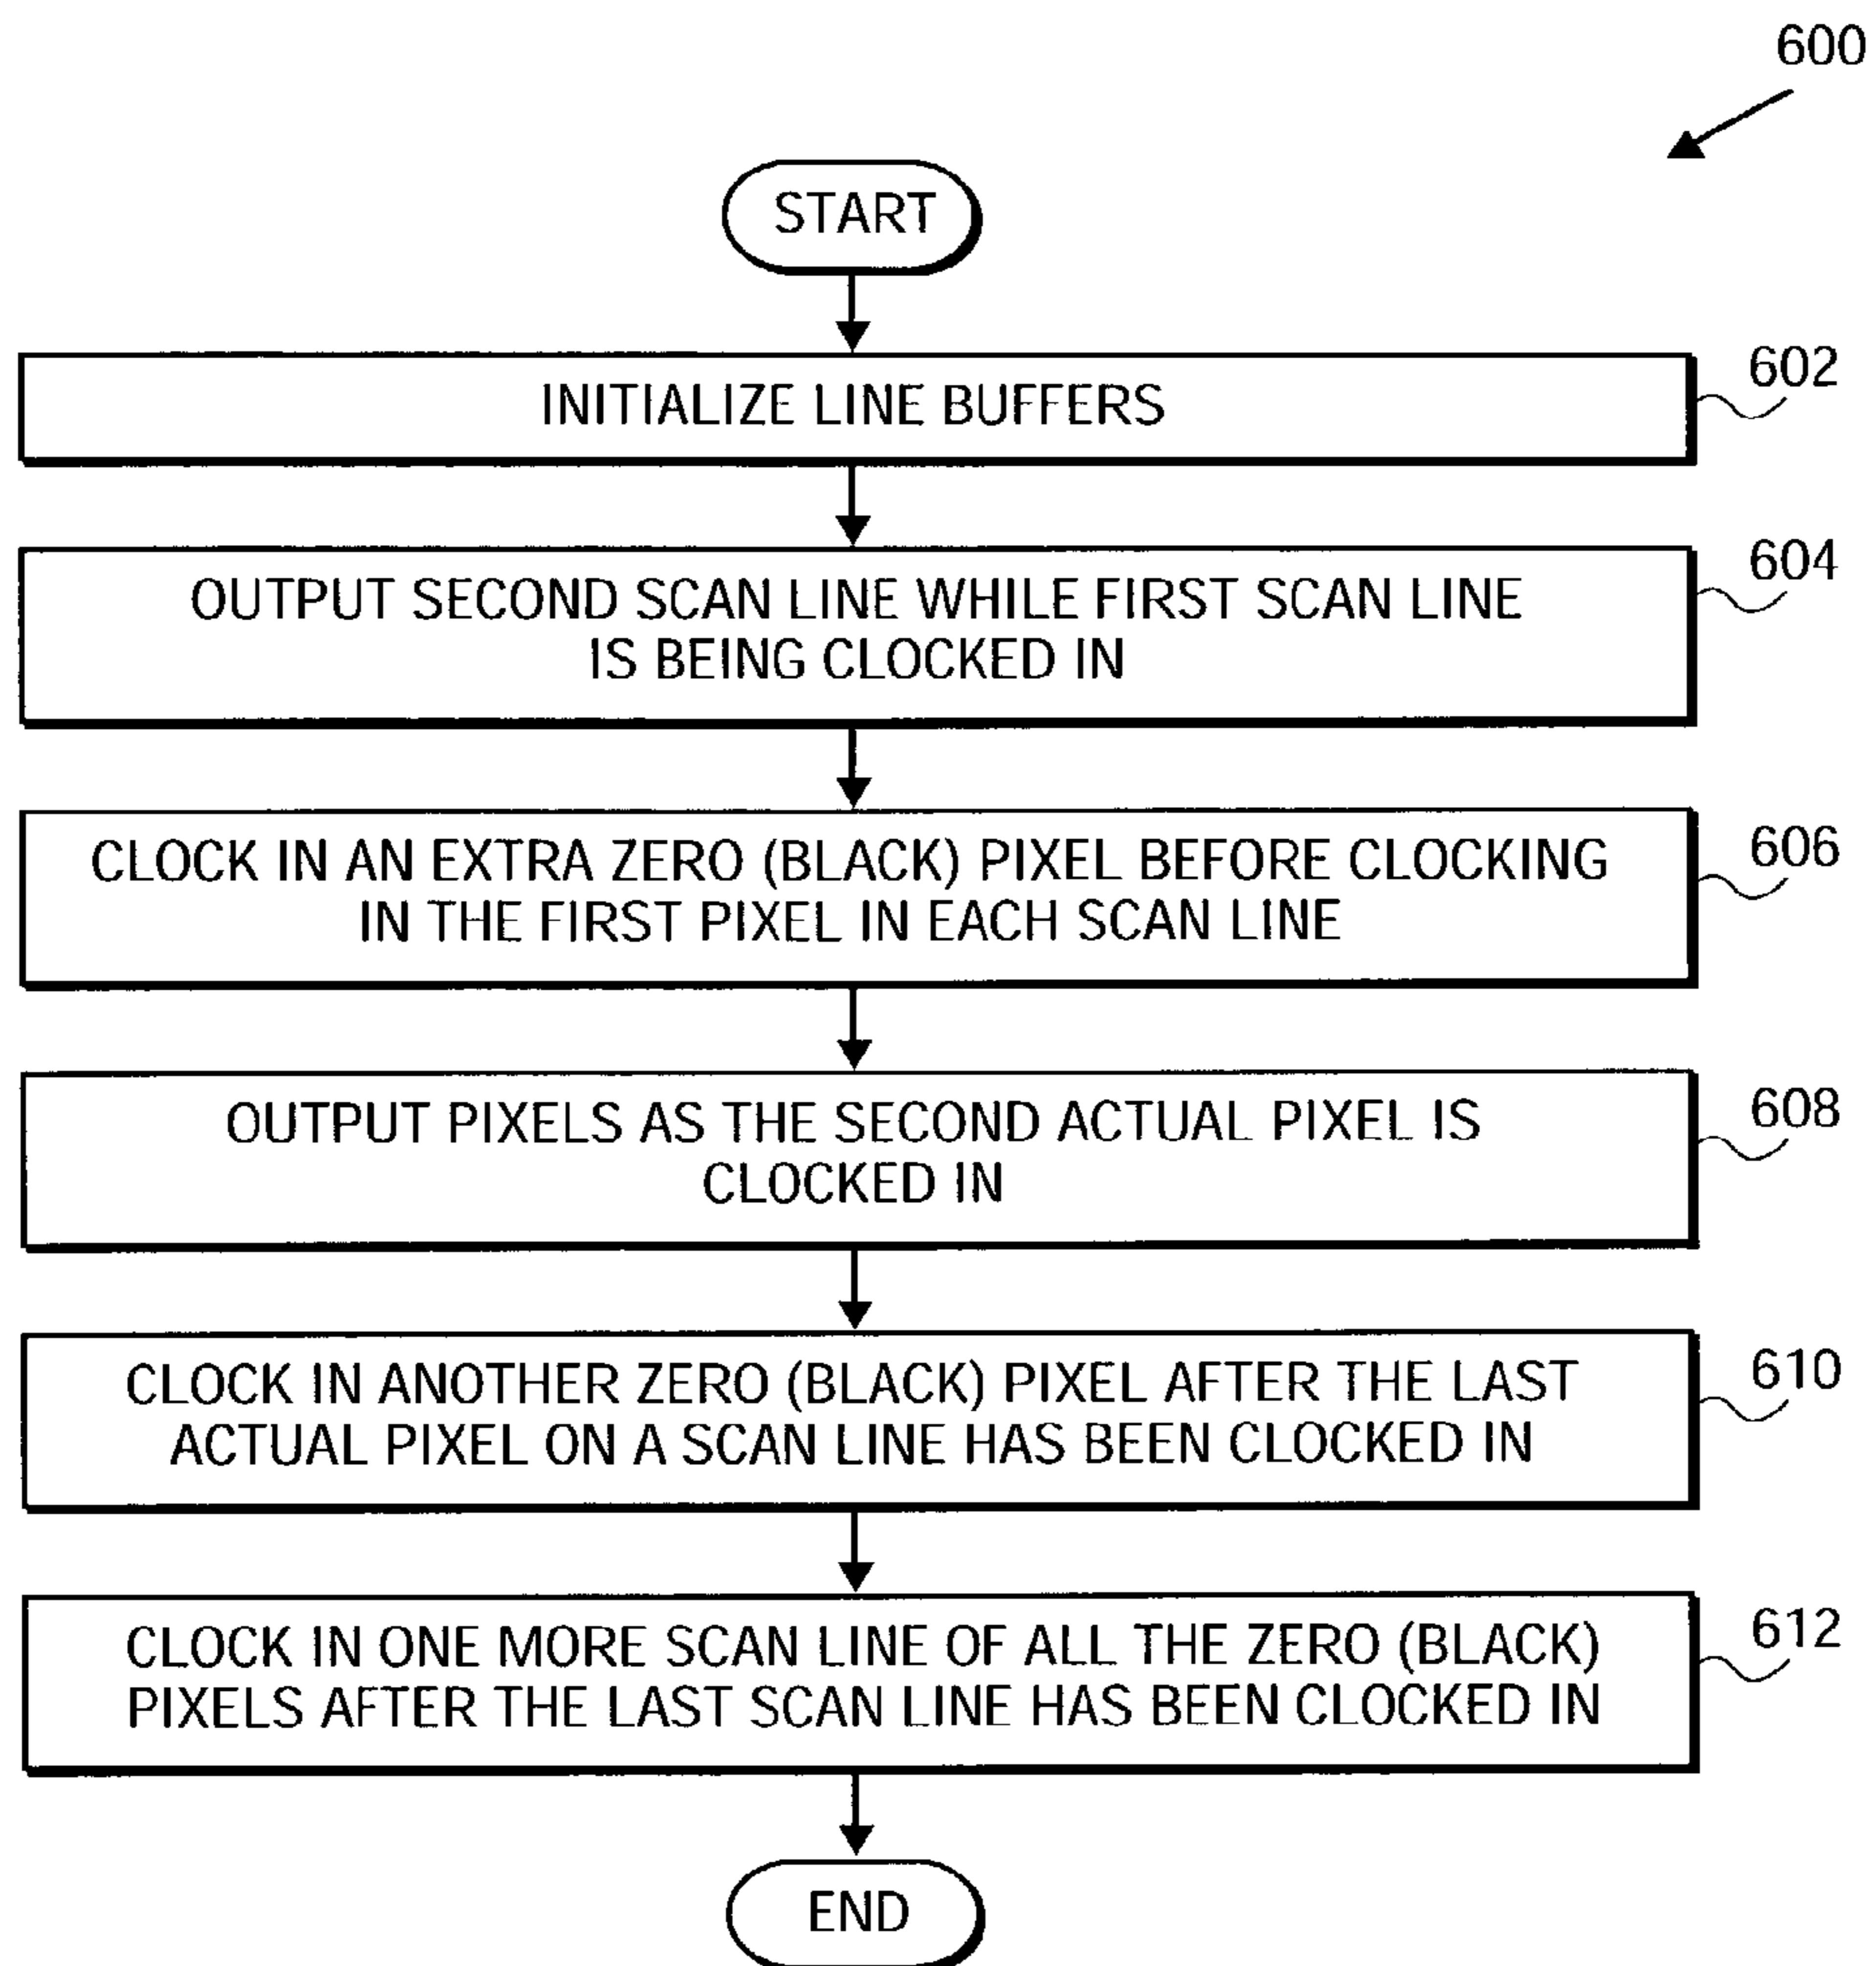 600
START
INITIALIZE LINE BUFFERS
602
OUTPUT SECOND SCAN LINE WHILE FIRST SCAN LINE
IS BEING CLOCKED IN
604
CLOCK IN AN EXTRA ZERO (BLACK) PIXEL BEFORE CLOCKING
IN THE FIRST PIXEL IN EACH SCAN LINE
606
OUTPUT PIXELS AS THE SECOND ACTUAL PIXEL IS
CLOCKED IN
608
CLOCK IN ANOTHER ZERO (BLACK) PIXEL AFTER THE LAST
ACTUAL PIXEL ON A SCAN LINE HAS BEEN CLOCKED IN
610
CLOCK IN ONE MORE SCAN LINE OF ALL THE ZERO (BLACK)
PIXELS AFTER THE LAST SCAN LINE HAS BEEN CLOCKED IN
612
END